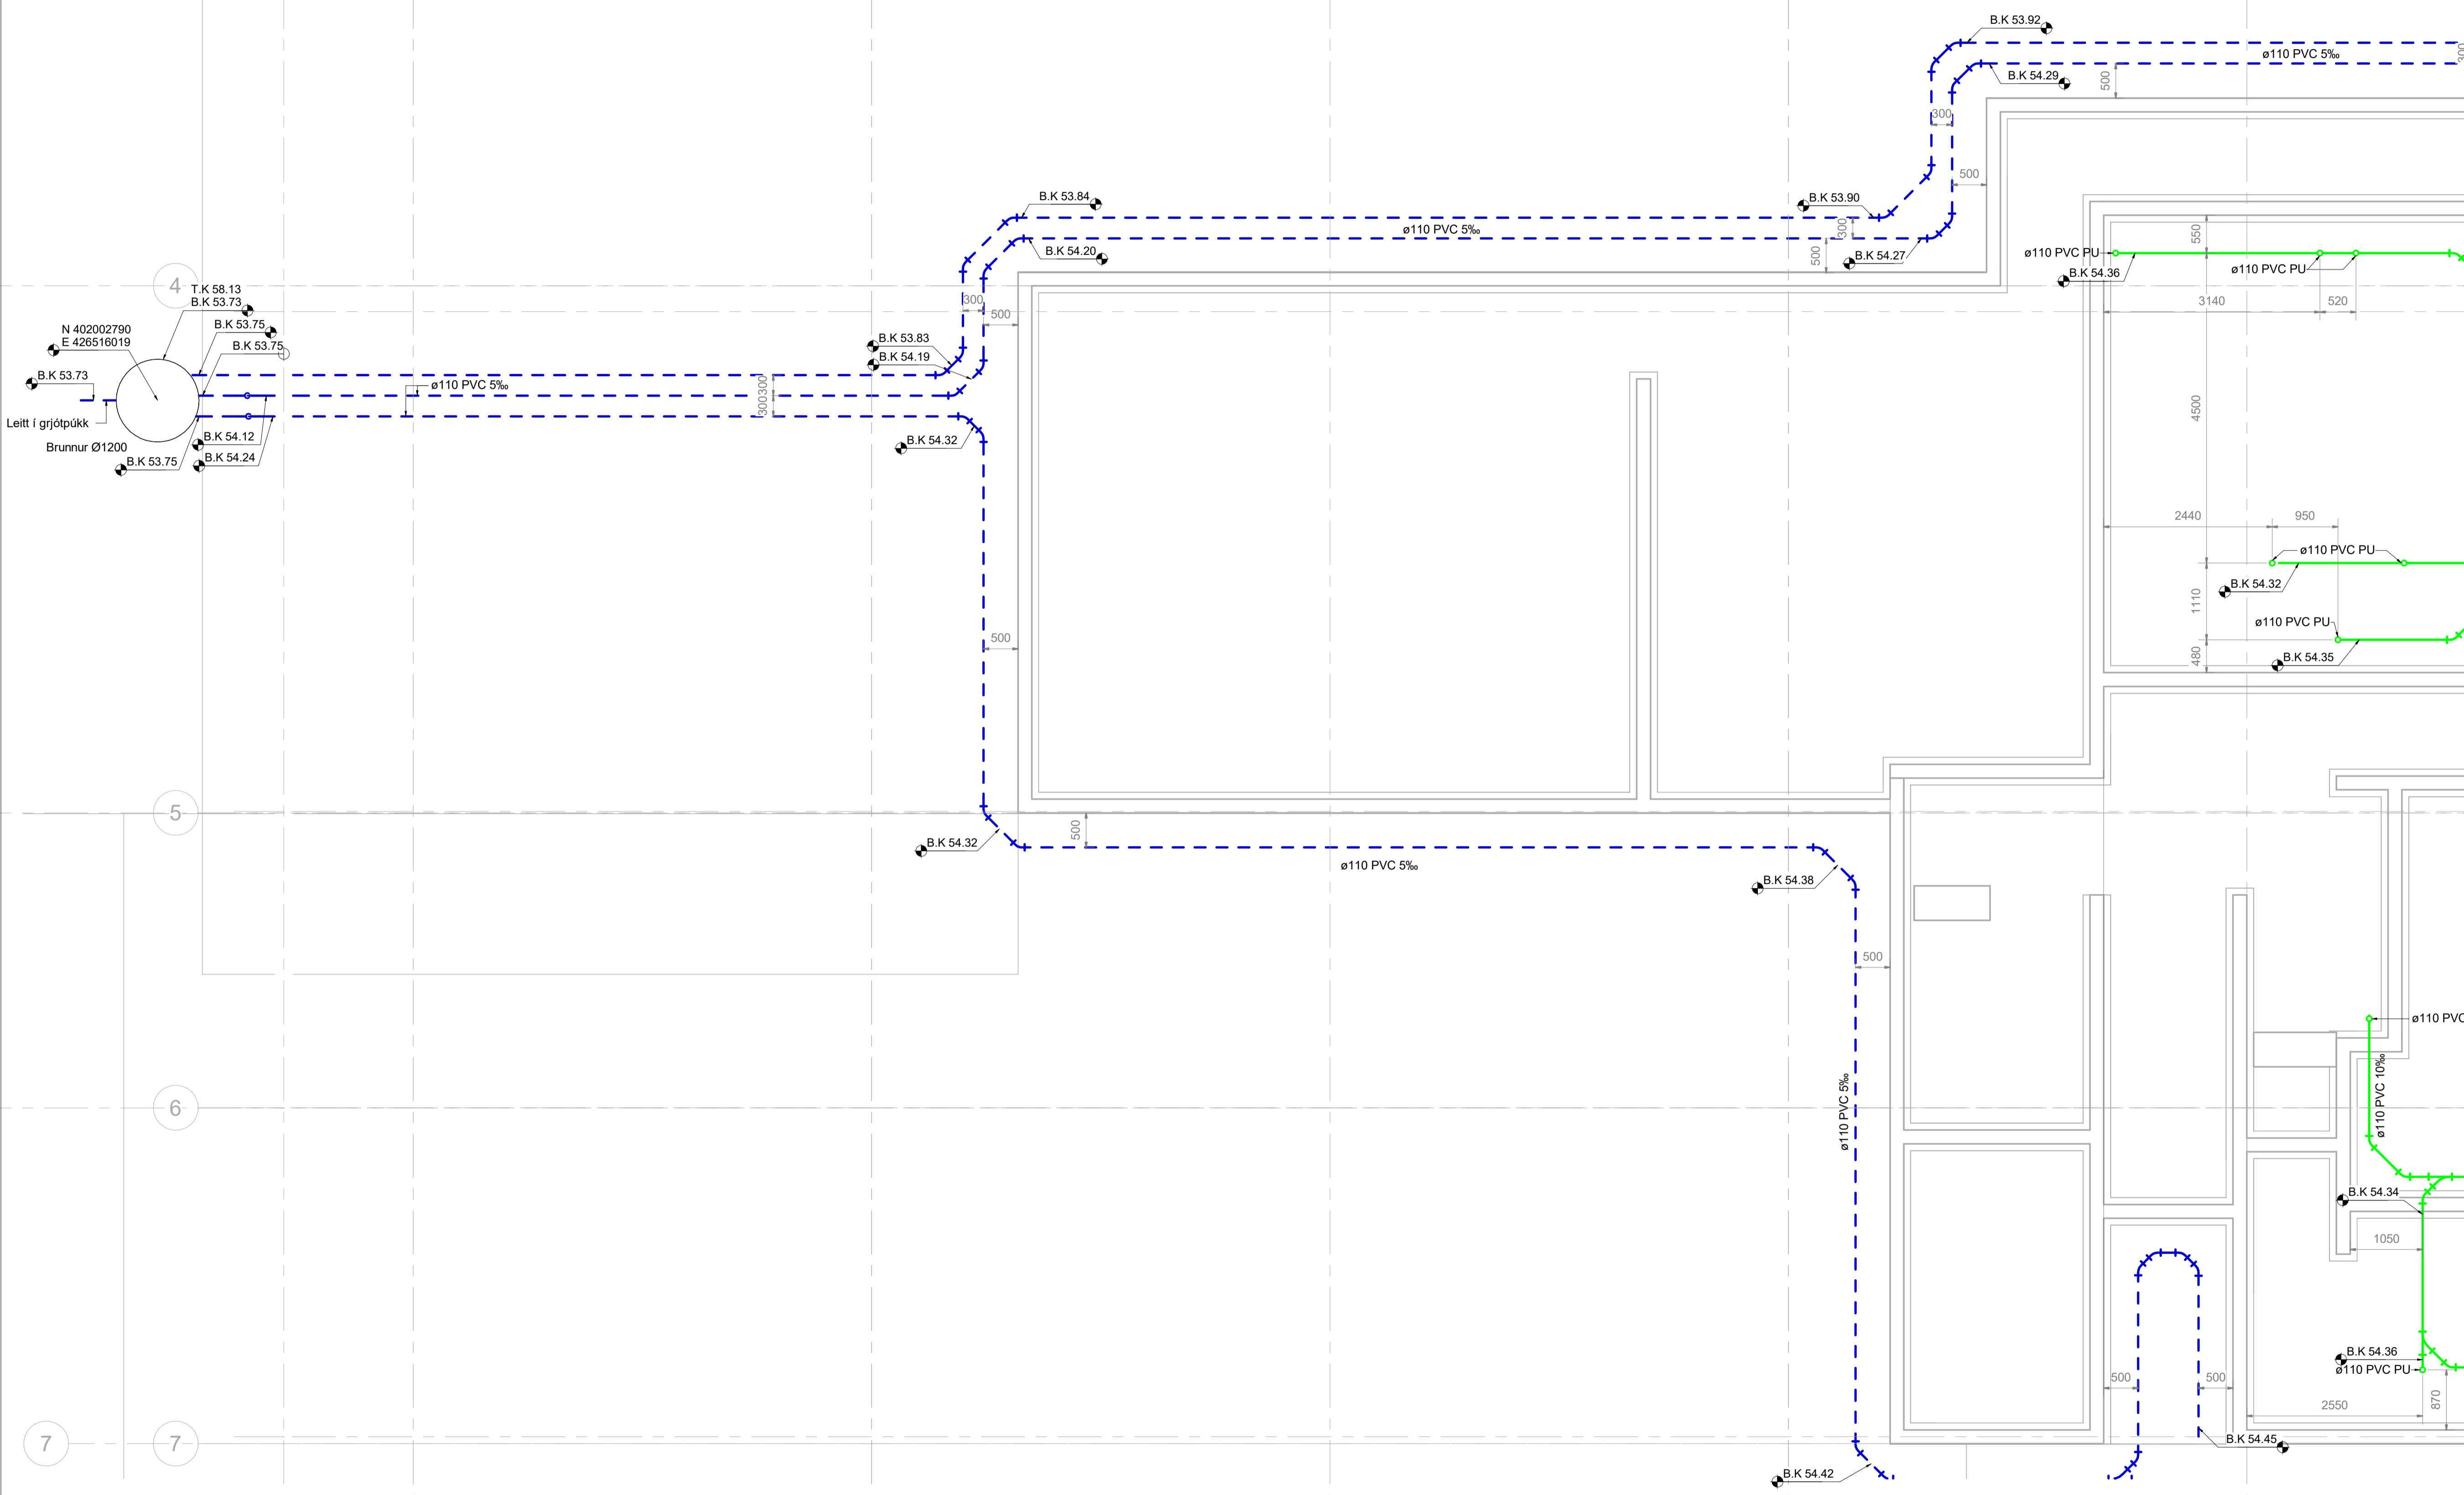 B.K 53.92
ø110 PVC 5‰
300
B.K 54.29
500
300
500
B.K 53.84
B.K 53.90
ø110 PVC 5‰
300
500
B.K 54.20
B.K 54.27
ø110 PVC PU
B.K 54.36
ø110 PVC PU
550
3140
520
4
T.K 58.13
B.K 53.73
N 402002790
E 426516019
B.K 53.75
B.K 53.75
B.K 53.73
Leitt í grjótpúkk
Brunnur Ø1200
B.K 54.12
B.K 54.24
B.K 53.75
ø110 PVC 5‰
300
300
300
500
B.K 53.83
B.K 54.19
B.K 54.32
4500
2440
950
ø110 PVC PU
B.K 54.32
1110
ø110 PVC PU
480
B.K 54.35
500
5
B.K 54.32
500
ø110 PVC 5‰
B.K 54.38
500
ø110 PVC 5‰
ø110 PVC
ø110 PVC 10‰
6
B.K 54.34
1050
B.K 54.36
ø110 PVC PU
500
500
2550
870
7
7
B.K 54.45
B.K 54.42